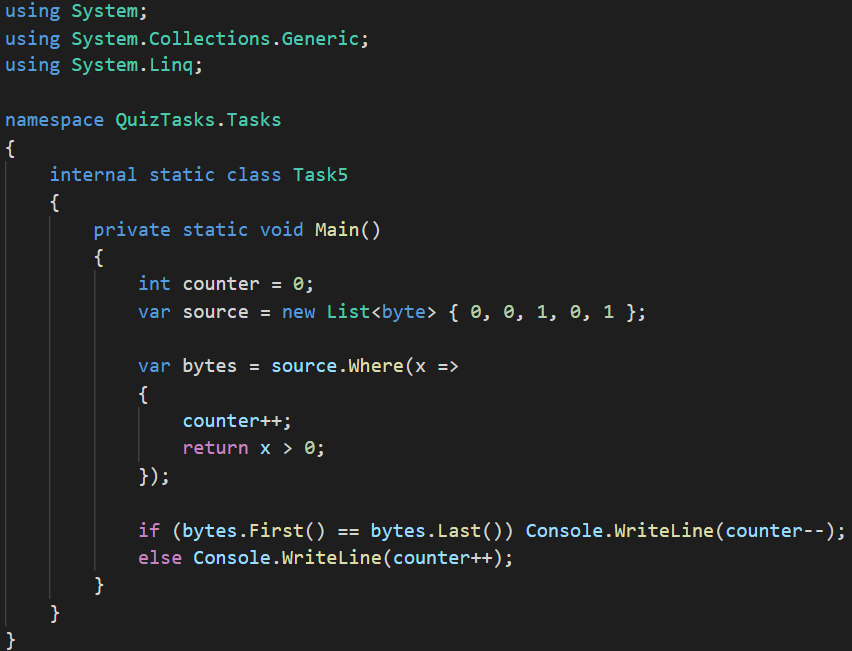 using System;
using System.Collections.Generic;
using System.Linq;

namespace QuizTasks.Tasks
{
    internal static class Task5
    {
        private static void Main()
        {
            int counter = 0;
            var source = new List<byte> { 0, 0, 1, 0, 1 };

            var bytes = source.Where(x =>
            {
                counter++;
                return x > 0;
            });

            if (bytes.First() == bytes.Last()) Console.WriteLine(counter--);
            else Console.WriteLine(counter++);
        }
    }
}